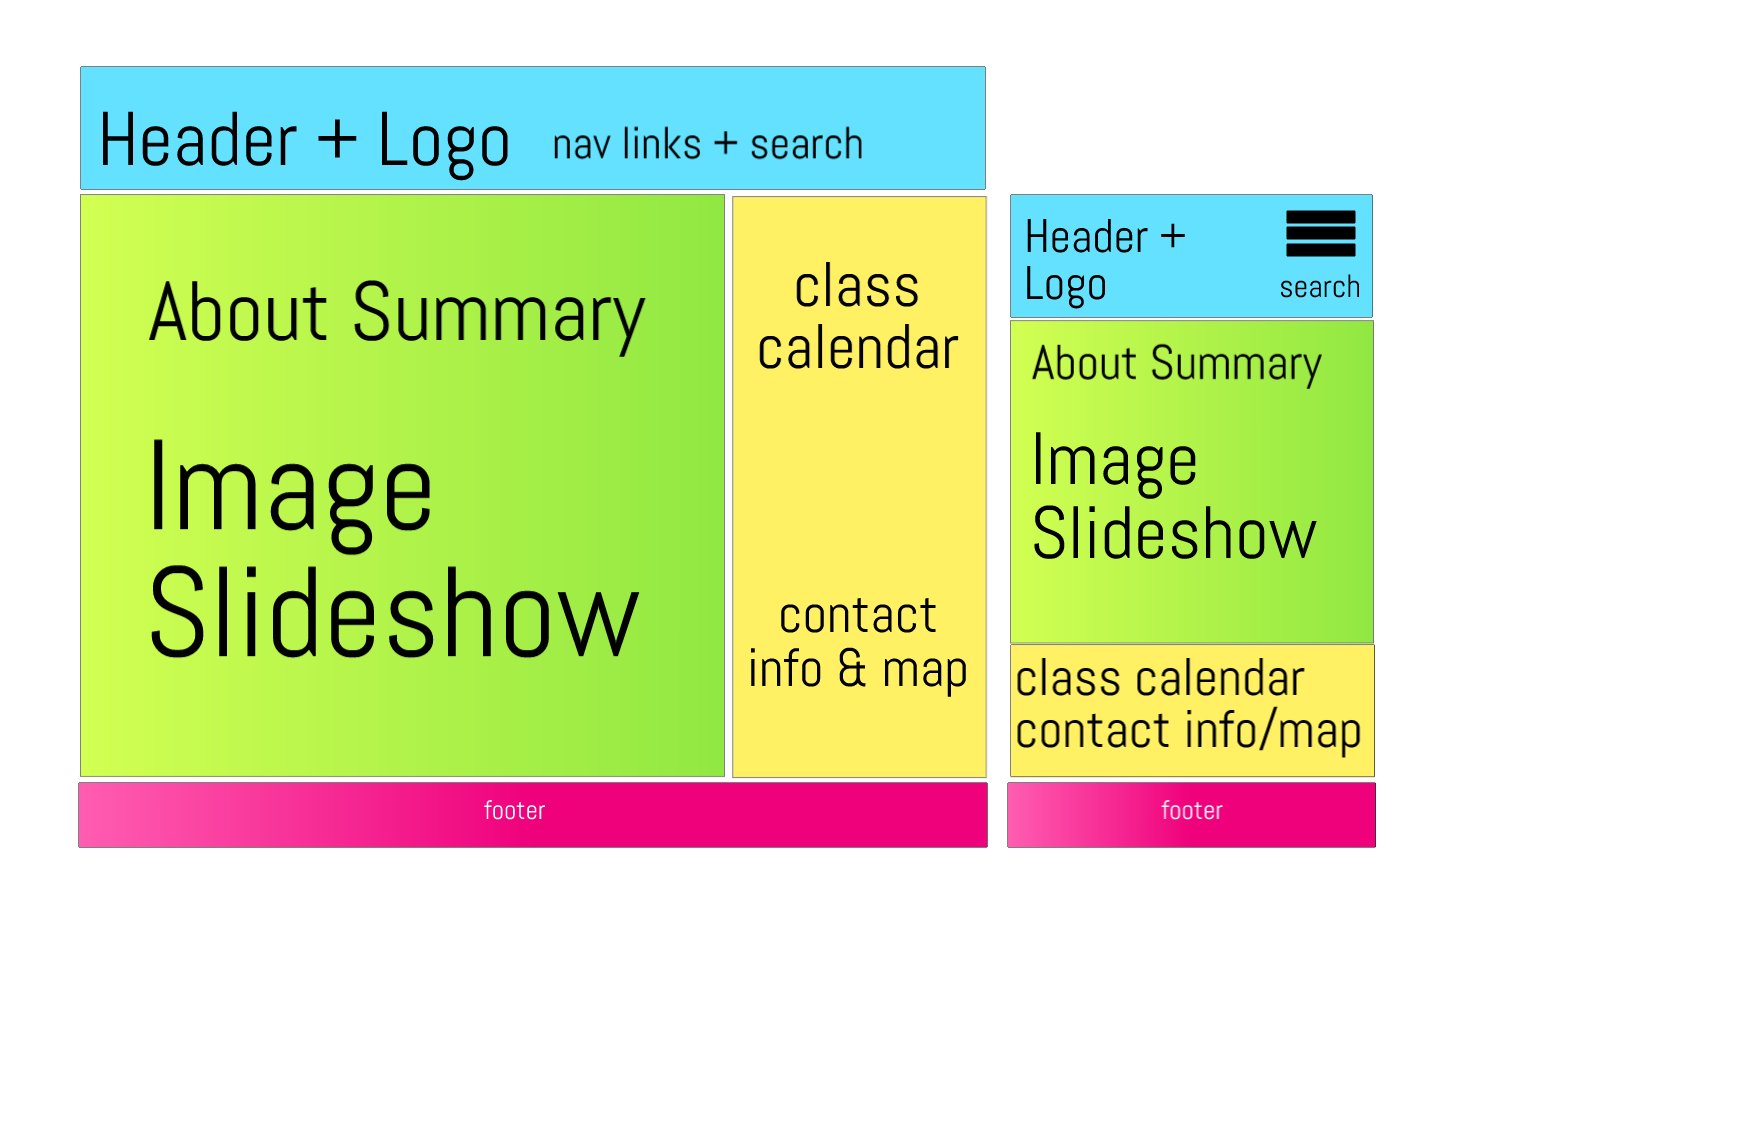 Header + Logo
nav links + search
About Summary
Image
Slideshow
class
calendar
contact
info & map
footer
Header +
Logo
search
About Summary
Image
Slideshow
class calendar
contact info/map
footer